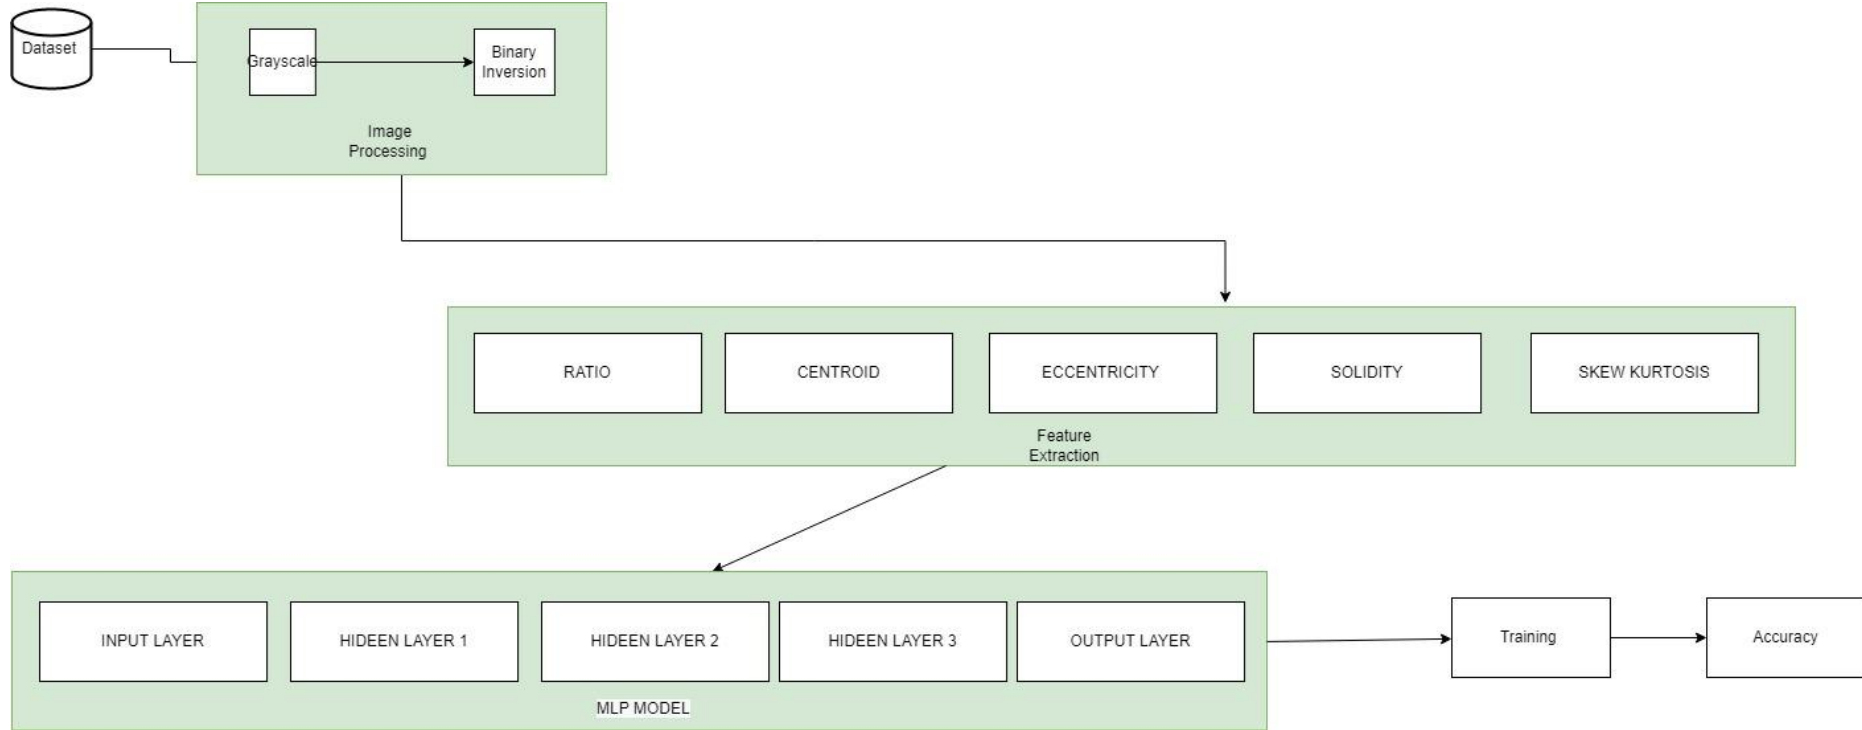 Dataset
Grayscale
Binary
Inversion
Image
Processing
RATIO
CENTROID
ECCENTRICITY
SOLIDITY
SKEW KURTOSIS
Feature
Extraction
INPUT LAYER
HIDEEN LAYER 1
HIDEEN LAYER 2
HIDEEN LAYER 3
OUTPUT LAYER
MLP MODEL
Training
Accuracy